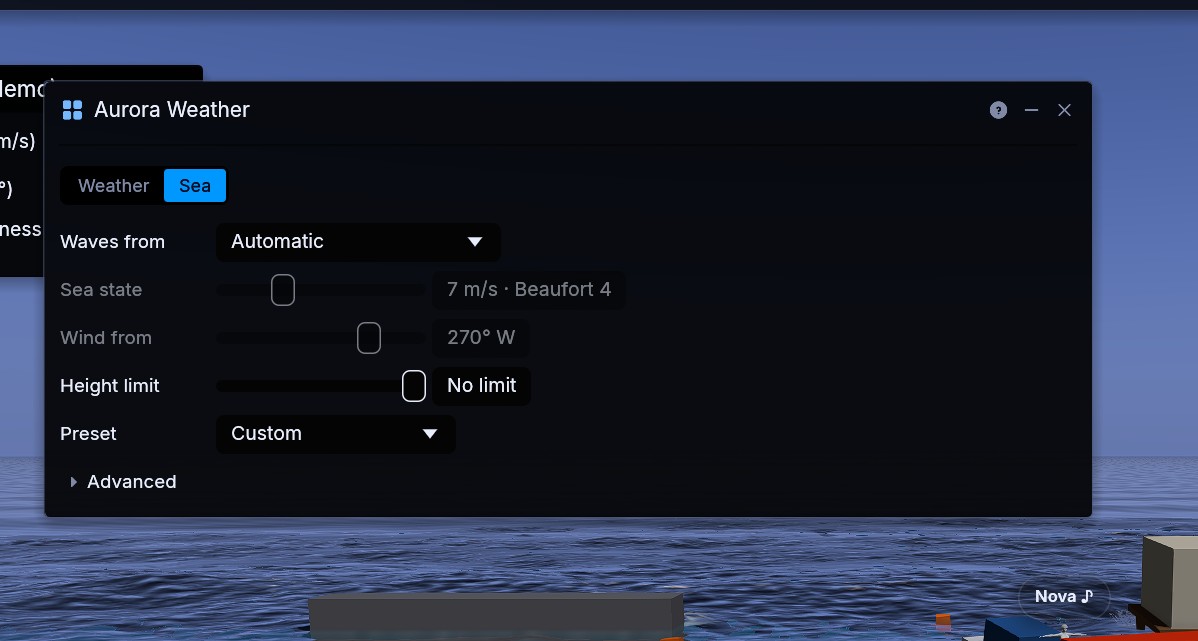 m/s)
°)
ness
Aurora Weather
?
Weather Sea
Waves from Automatic
Sea state 7 m/s · Beaufort 4
Wind from 270° W
Height limit No limit
Preset Custom
Advanced
Nova ♪